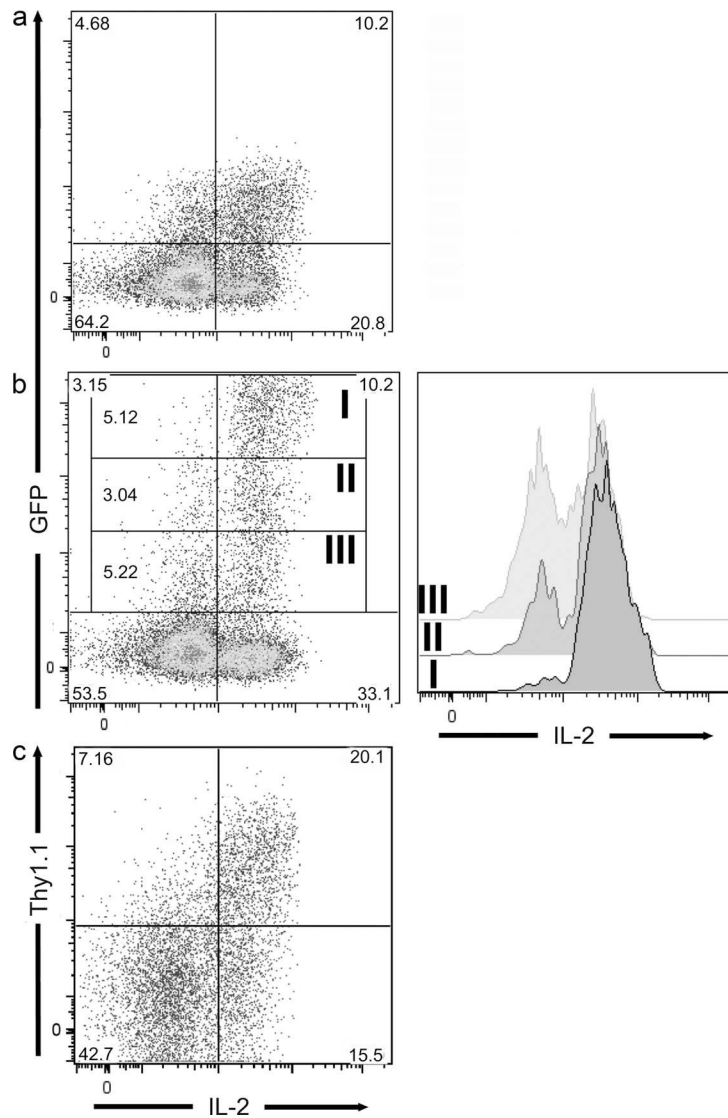 a
4.68 10.2
0
64.2 20.8
0
b
3.15 10.2
5.12 I
3.04 II
5.22 III
GFP
0
53.5 33.1
0
III
II
I
0
IL-2
c
7.16 20.1
Thy1.1
0
42.7 15.5
0
IL-2